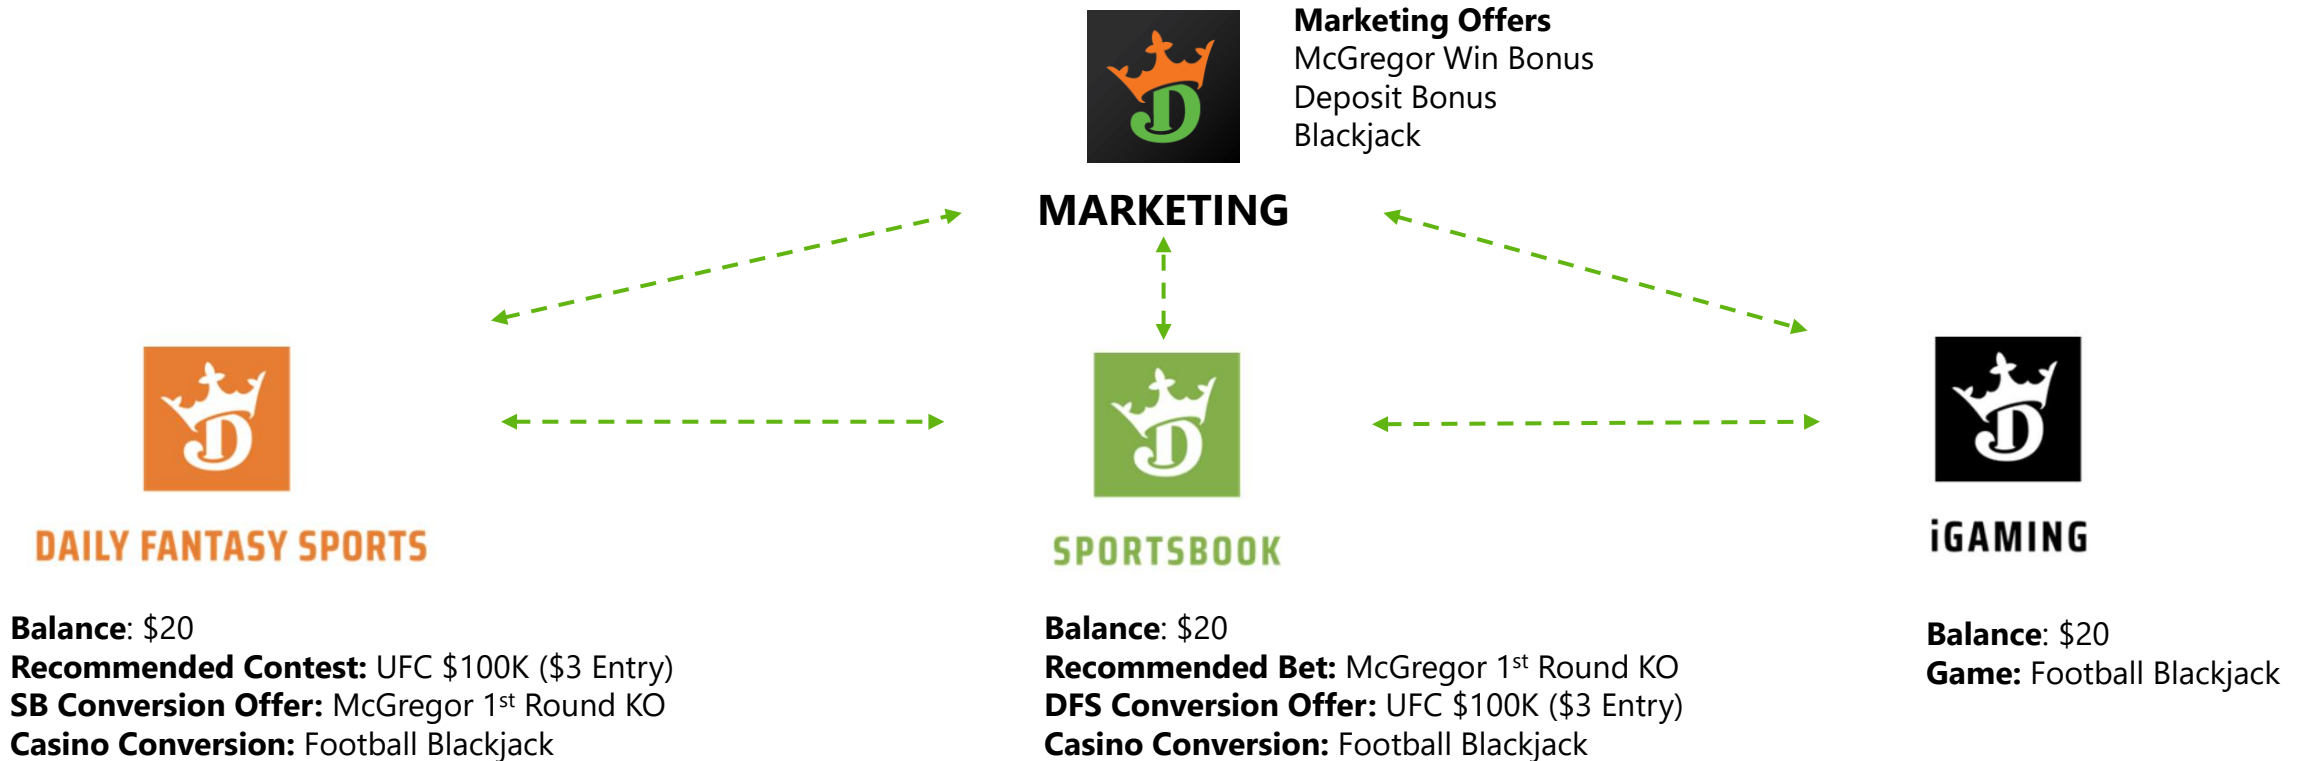 Marketing Offers
McGregor Win Bonus
Deposit Bonus
Blackjack
MARKETING
DAILY FANTASY SPORTS
Balance: $20
Recommended Contest: UFC $100K ($3 Entry)
SB Conversion Offer: McGregor 1st Round KO
Casino Conversion: Football Blackjack
SPORTSBOOK
Balance: $20
Recommended Bet: McGregor 1st Round KO
DFS Conversion Offer: UFC $100K ($3 Entry)
Casino Conversion: Football Blackjack
iGAMING
Balance: $20
Game: Football Blackjack